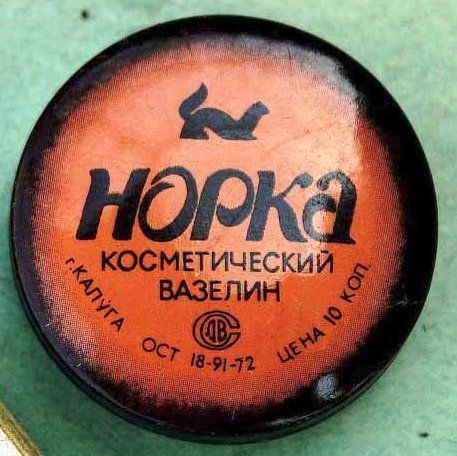 НОРКа
КОСМЕТИЧЕСКИЙ
ВАЗЕЛИН
г. КАЛУГА ОСТ 18-91-72 ЦЕНА 10 КОП.